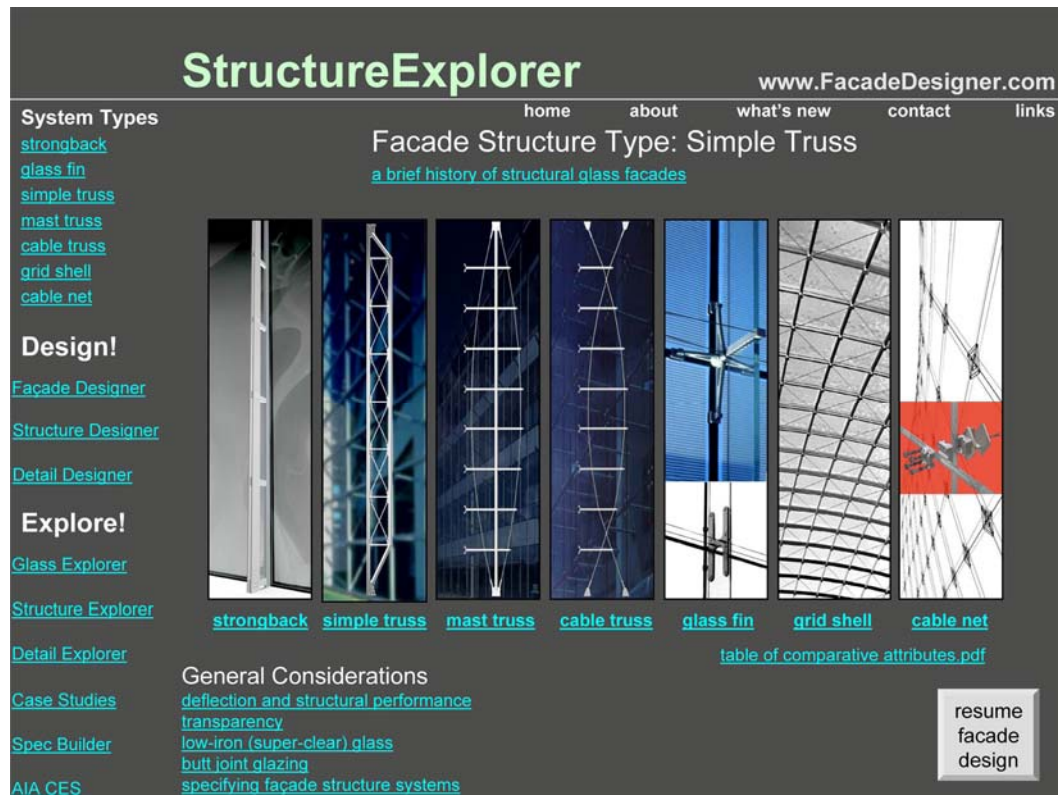 StructureExplorer
www.FacadeDesigner.com
home about what's new contact links
System Types
strongback
glass fin
simple truss
mast truss
cable truss
grid shell
cable net
Design!
Façade Designer
Structure Designer
Detail Designer
Explore!
Glass Explorer
Structure Explorer
Detail Explorer
Case Studies
Spec Builder
AIA CES
Facade Structure Type: Simple Truss
a brief history of structural glass facades
strongback simple truss mast truss cable truss glass fin grid shell cable net
table of comparative attributes.pdf
General Considerations
deflection and structural performance
transparency
low-iron (super-clear) glass
butt joint glazing
specifying façade structure systems
resume
facade
design